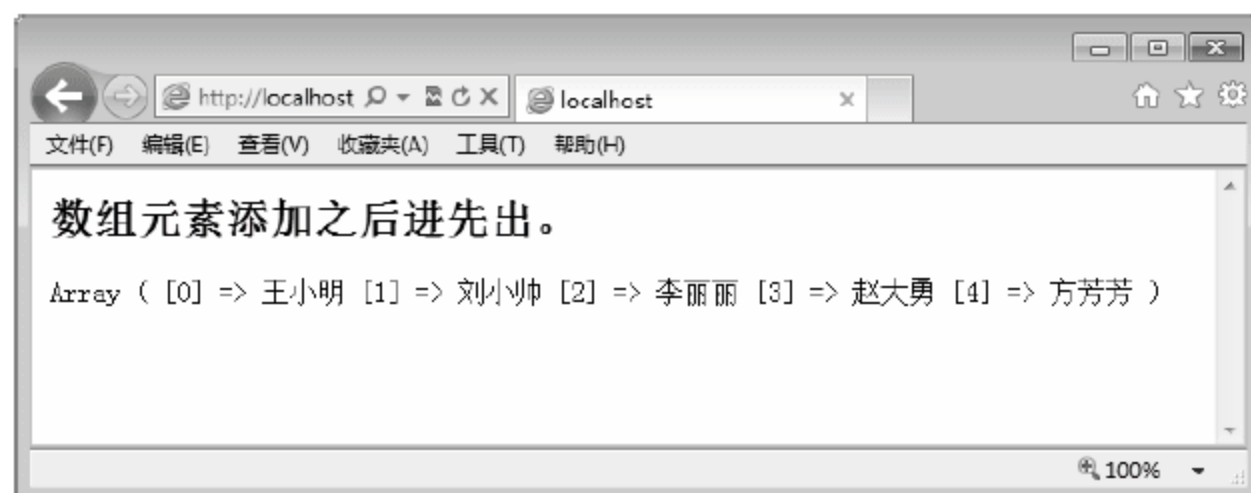 http://localhost
localhost
文件(F) 编辑(E) 查看(V) 收藏夹(A) 工具(T) 帮助(H)
数组元素添加之后进先出。
Array ( [0] => 王小明 [1] => 刘小帅 [2] => 李丽丽 [3] => 赵大勇 [4] => 方芳芳 )
100%